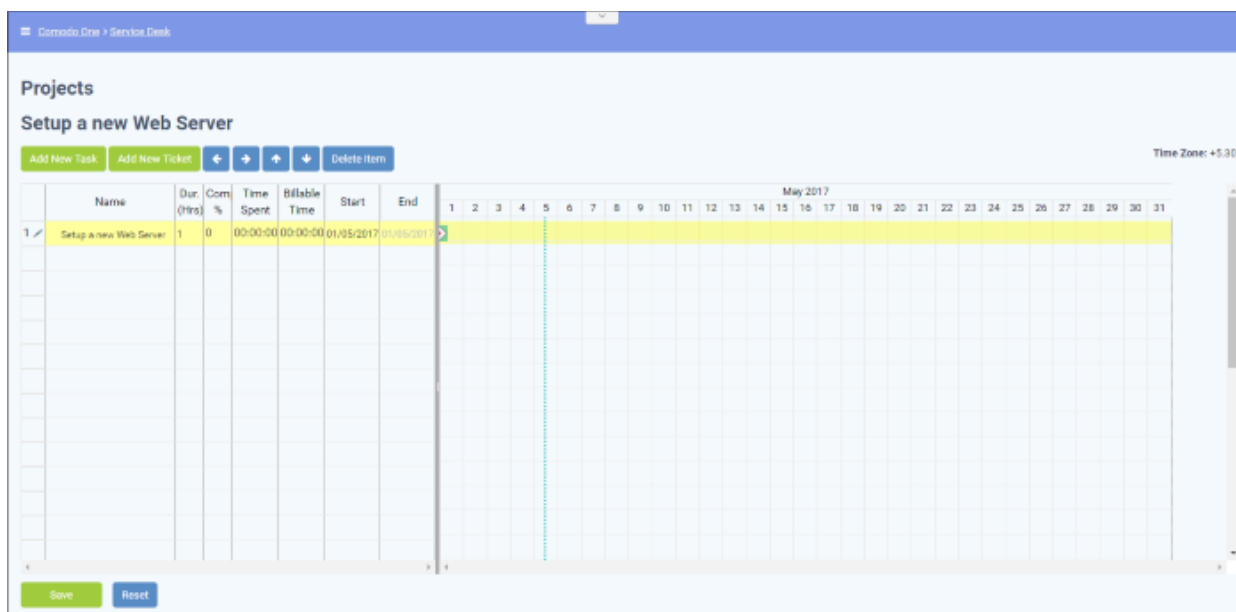 Comodo One > Service Desk
Projects
Setup a new Web Server
Add New Task Add New Ticket Delete Item
Time Zone: +5.30
Name Dur. (Hrs) Com % Time Spent Billable Time Start End
May 2017
1 2 3 4 5 6 7 8 9 10 11 12 13 14 15 16 17 18 19 20 21 22 23 24 25 26 27 28 29 30 31
1 Setup a new Web Server 1 0 00:00:00 00:00:00 01/05/2017 01/05/2017
Save Reset